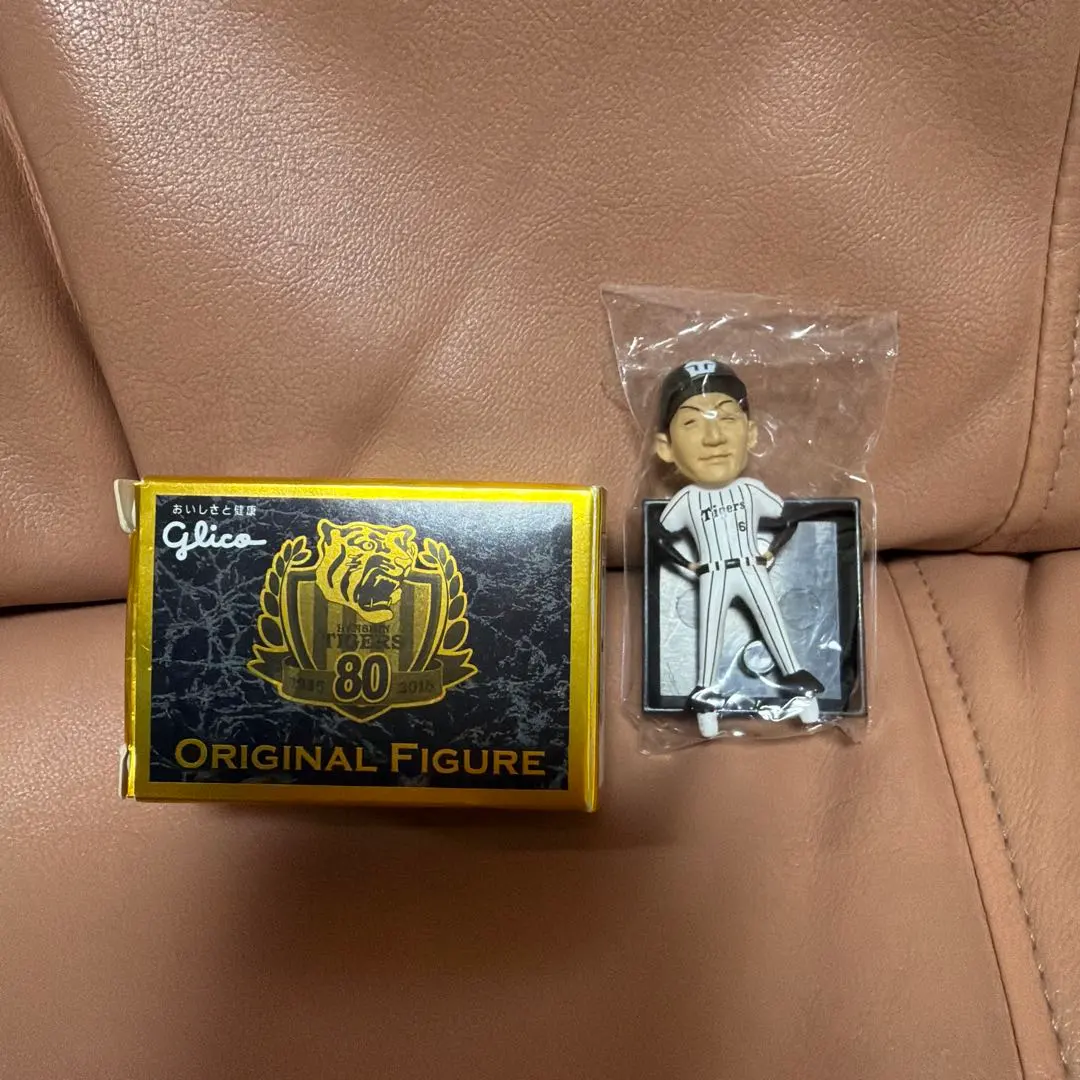 おいしさと健康
Glico
HANSHIN
TIGERS
1935 80 2015
ORIGINAL FIGURE
Tigers
6